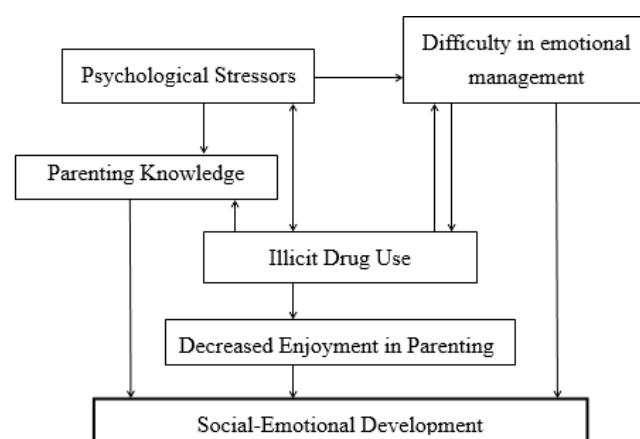 Difficulty in emotional
management
Psychological Stressors
Parenting Knowledge
Illicit Drug Use
Decreased Enjoyment in Parenting
Social-Emotional Development